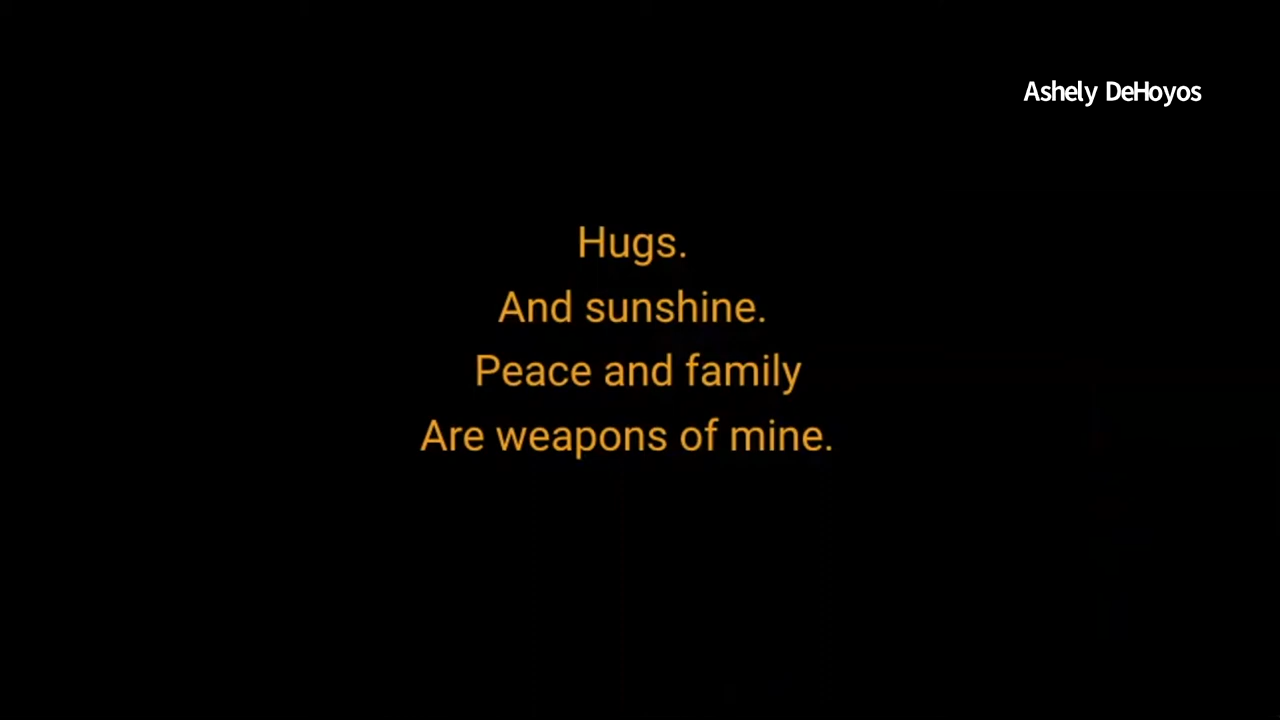 Ashely DeHoyos
Hugs.
And sunshine.
Peace and family
Are weapons of mine.